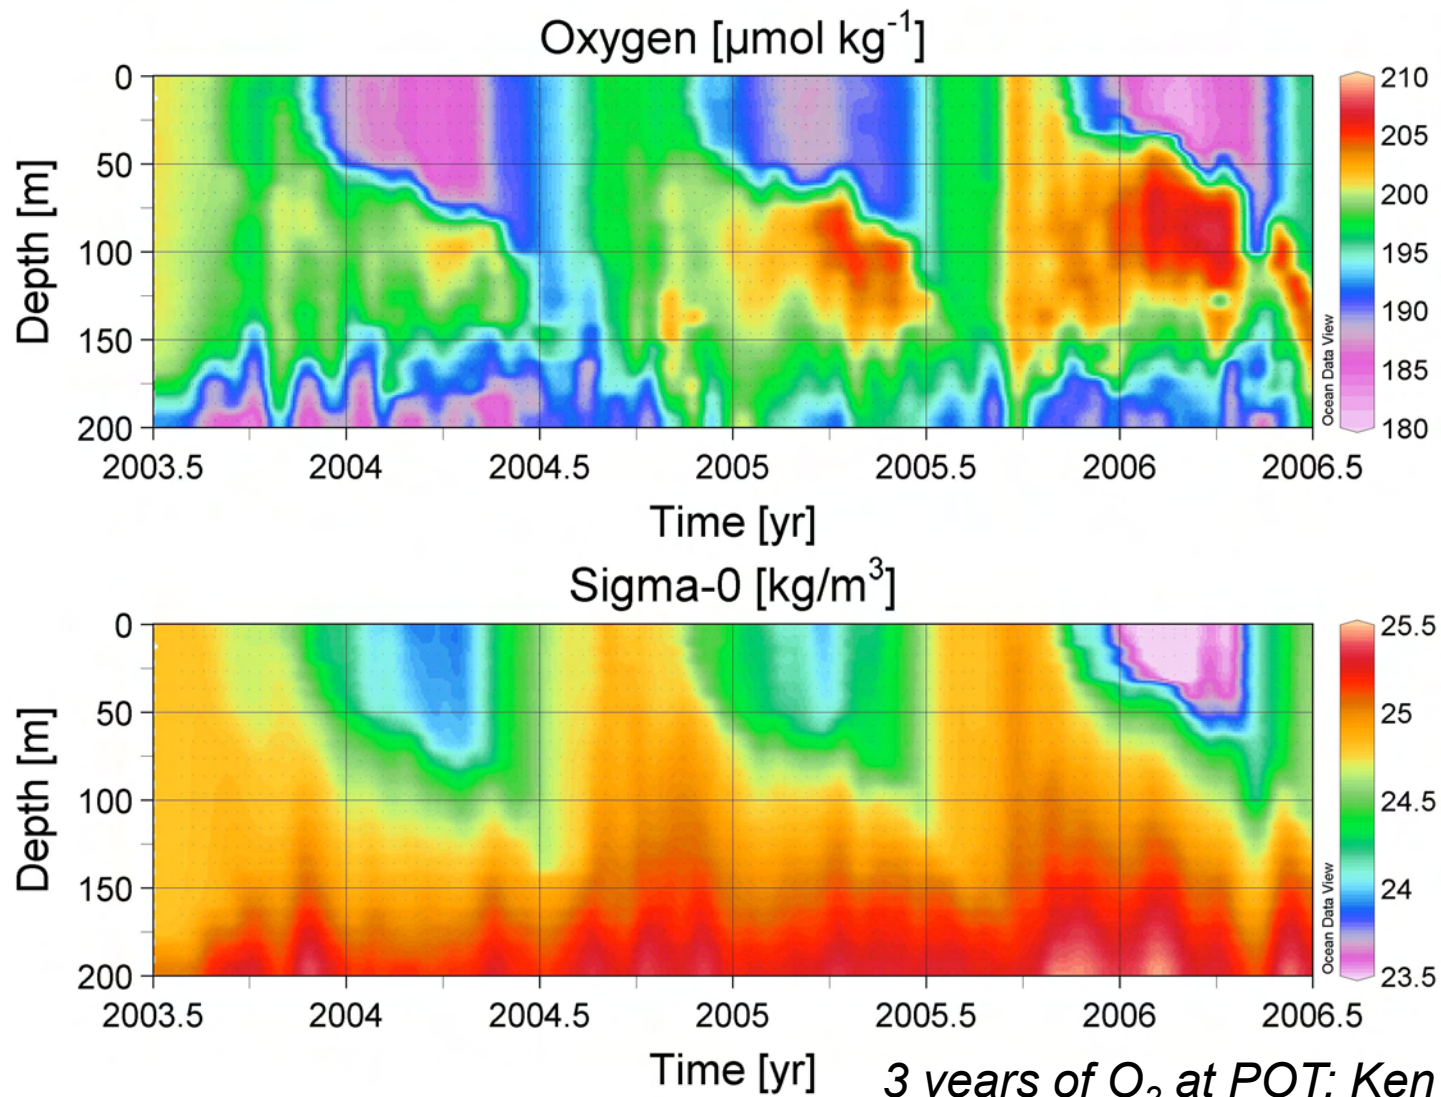 Oxygen [µmol kg⁻¹]
0
50
100
150
200
Depth [m]
2003.5 2004 2004.5 2005 2005.5 2006 2006.5
Time [yr]
210
205
200
195
190
185
180
Ocean Data View
Sigma-0 [kg/m³]
0
50
100
150
200
Depth [m]
2003.5 2004 2004.5 2005 2005.5 2006 2006.5
Time [yr]
25.5
25
24.5
24
23.5
Ocean Data View
3 years of O₂ at POT: Ken